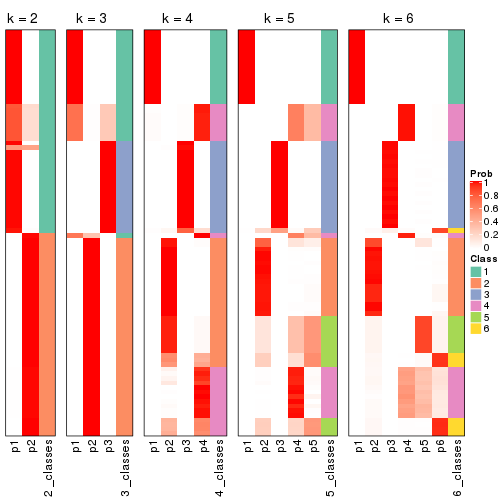 k = 2
k = 3
k = 4
k = 5
k = 6
p1
p2
2_classes
p1
p2
p3
3_classes
p1
p2
p3
p4
4_classes
p1
p2
p3
p4
p5
5_classes
p1
p2
p3
p4
p5
p6
6_classes
Prob
1
0.8
0.6
0.4
0.2
0
Class
1
2
3
4
5
6